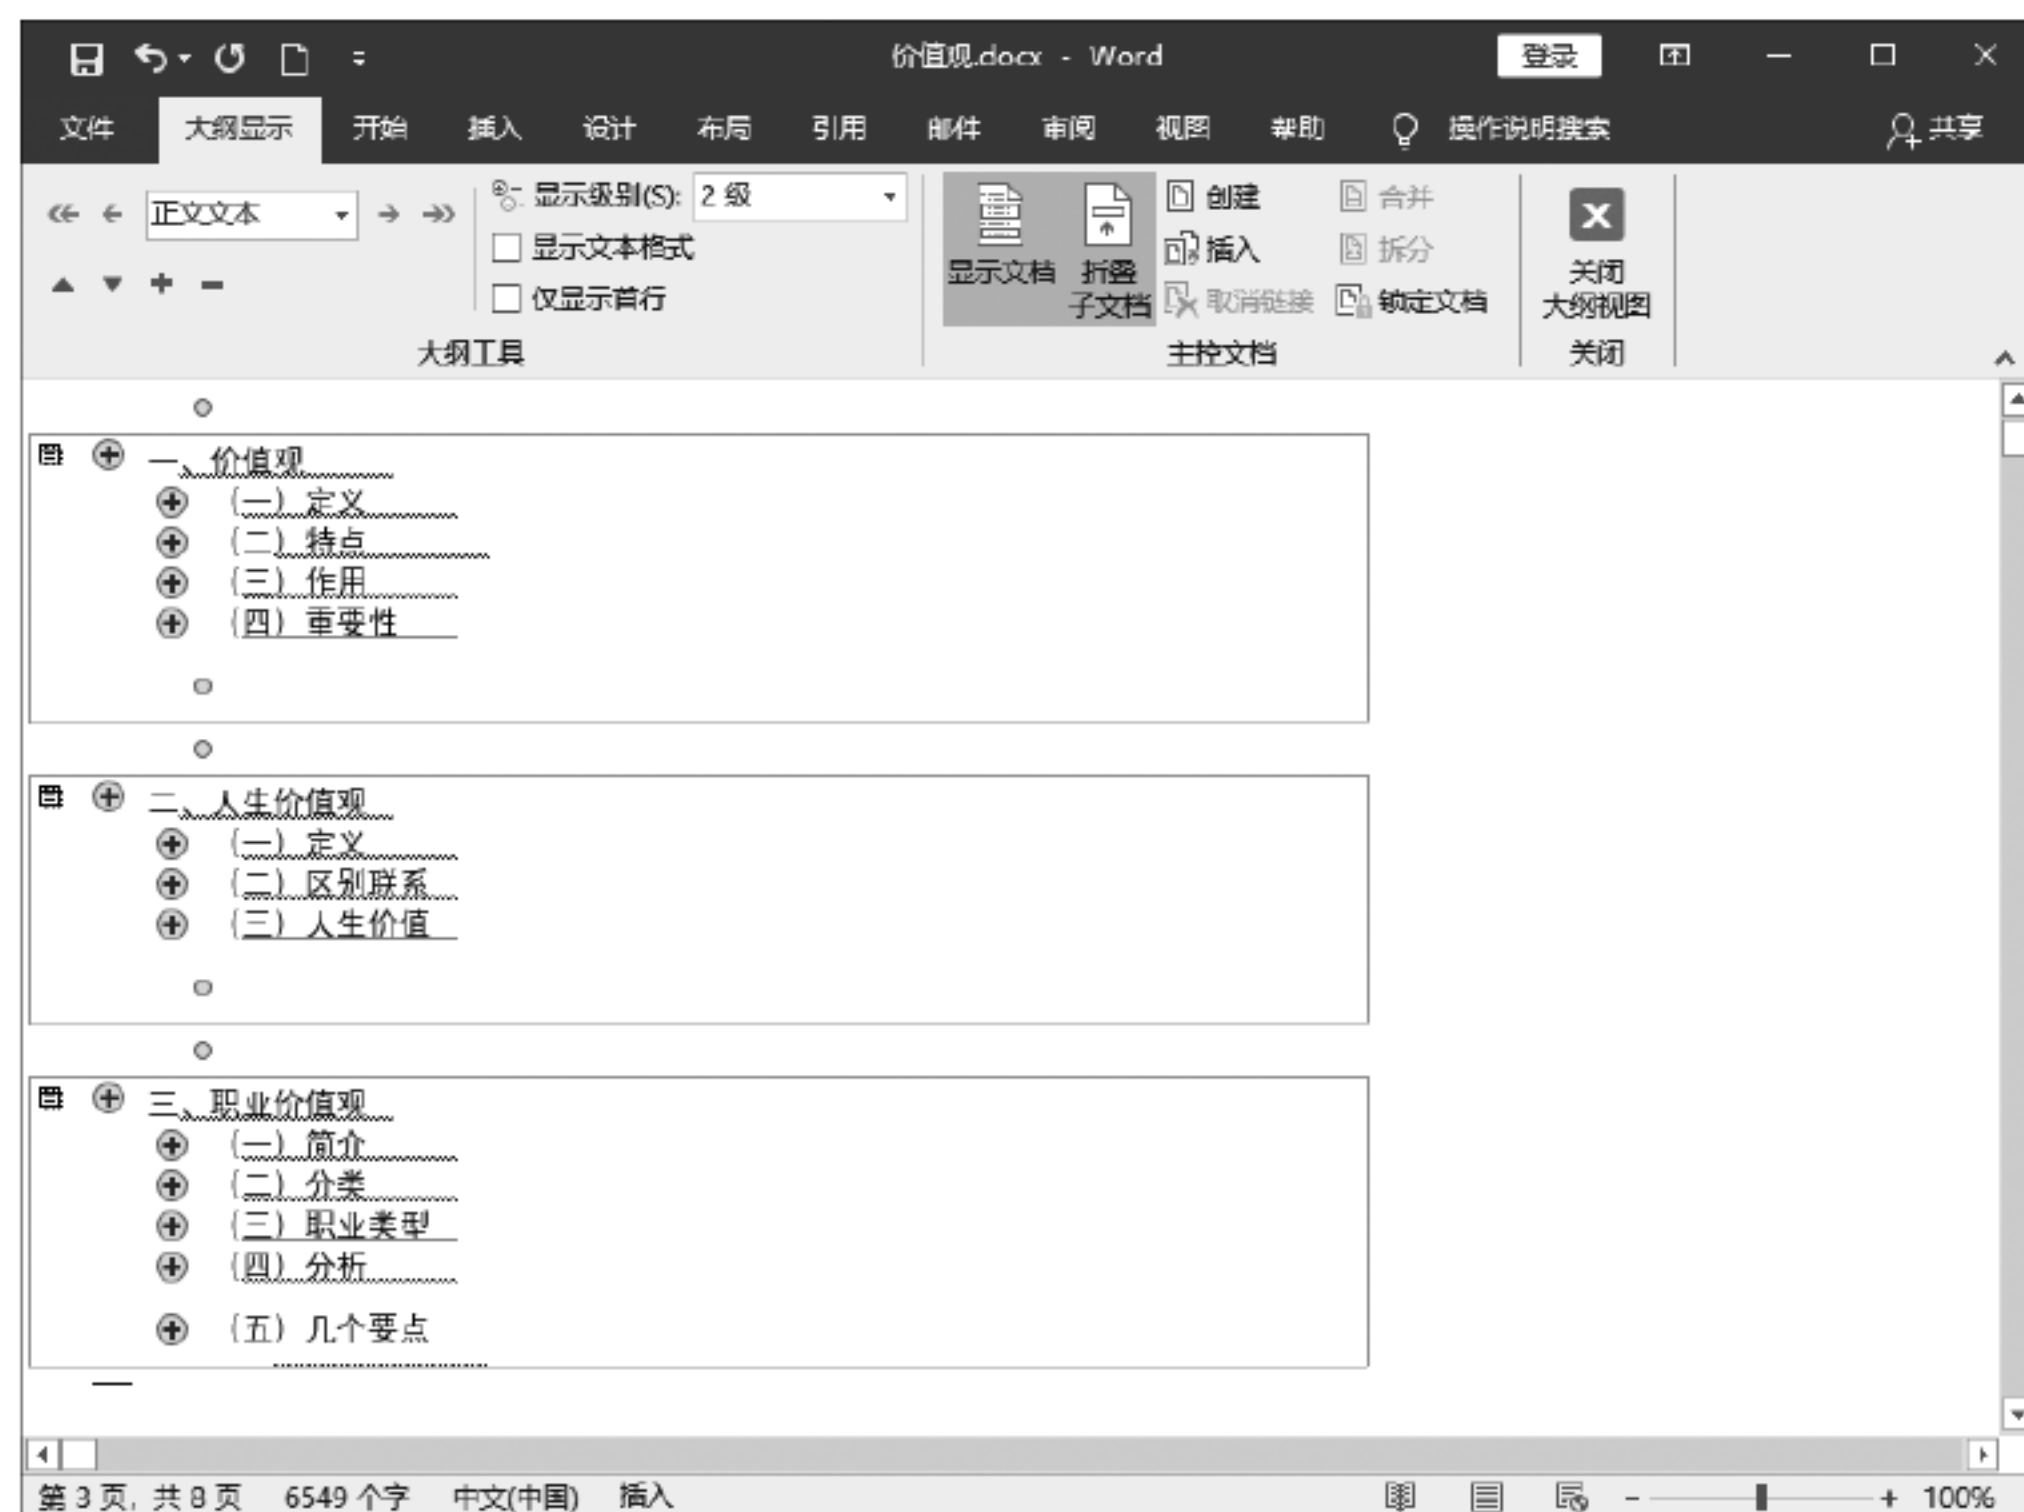 价值观.docx - Word 登录
文件 大纲显示 开始 插入 设计 布局 引用 邮件 审阅 视图 帮助 操作说明搜索 共享
正文文本 显示级别(S): 2 级
显示文本格式
仅显示首行
大纲工具
显示文档 折叠子文档 创建 合并
插入 拆分
取消链接 锁定文档
主控文档
关闭大纲视图
关闭
一、价值观
（一）定义
（二）特点
（三）作用
（四）重要性
二、人生价值观
（一）定义
（二）区别联系
（三）人生价值
三、职业价值观
（一）简介
（二）分类
（三）职业类型
（四）分析
（五）几个要点
第 3 页，共 8 页 6549 个字 中文(中国) 插入 100%